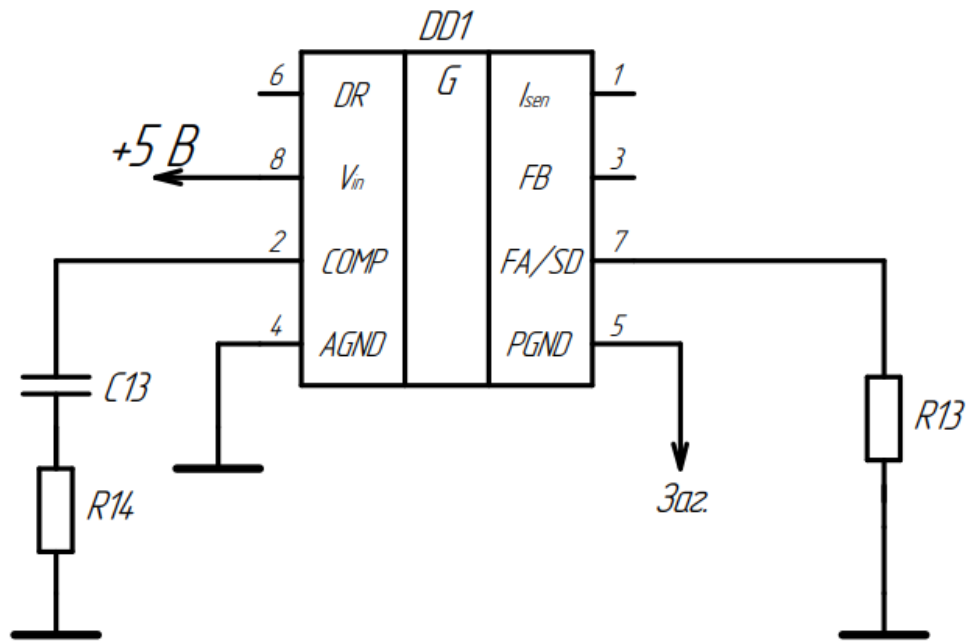 DD1
6 DR G Isen 1
+5 В 8 Vin FB 3
2 COMP FA/SD 7
4 AGND PGND 5
C13
R13
R14
Заг.